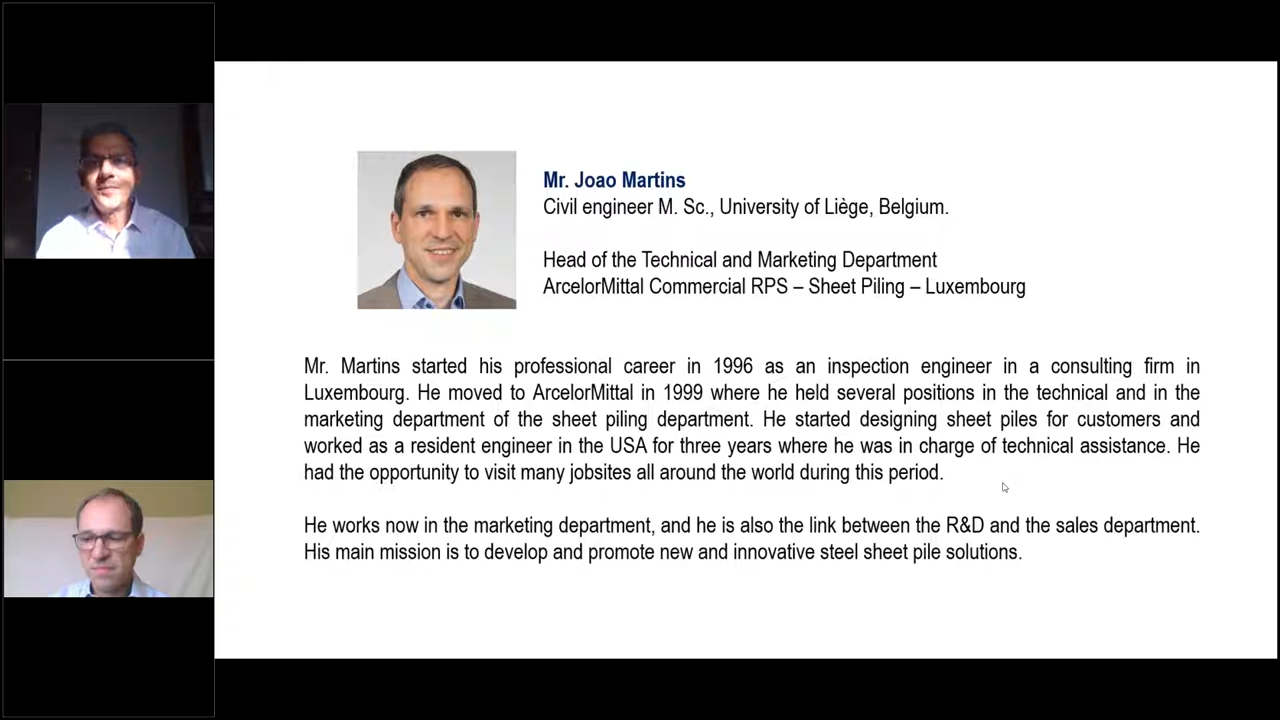 Mr. Joao Martins
Civil engineer M. Sc., University of Liège, Belgium.
Head of the Technical and Marketing Department
ArcelorMittal Commercial RPS – Sheet Piling – Luxembourg
Mr. Martins started his professional career in 1996 as an inspection engineer in a consulting firm in
Luxembourg. He moved to ArcelorMittal in 1999 where he held several positions in the technical and in the
marketing department of the sheet piling department. He started designing sheet piles for customers and
worked as a resident engineer in the USA for three years where he was in charge of technical assistance. He
had the opportunity to visit many jobsites all around the world during this period.
He works now in the marketing department, and he is also the link between the R&D and the sales department.
His main mission is to develop and promote new and innovative steel sheet pile solutions.